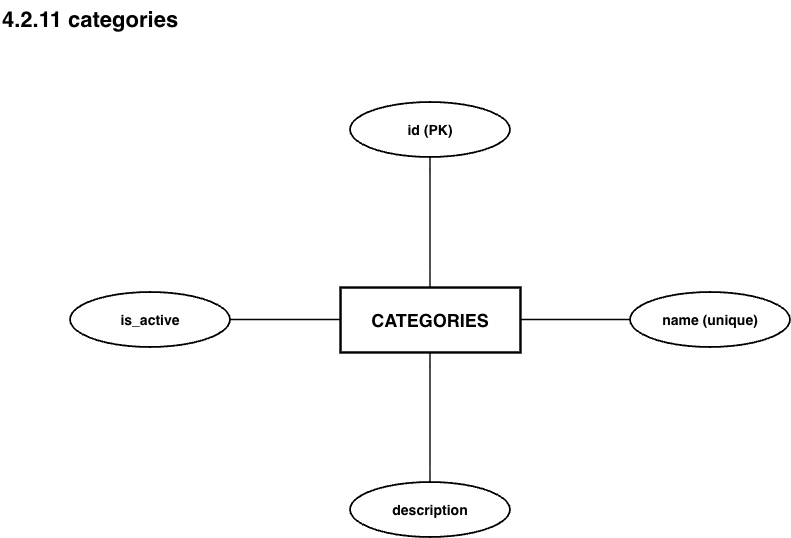 4.2.11 categories
id (PK)
is_active
CATEGORIES
name (unique)
description